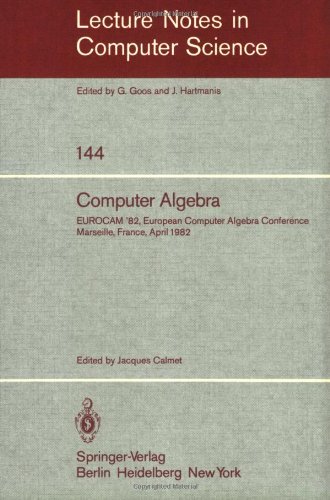 Lecture Notes in
Computer Science
Edited by G. Goos and J. Hartmanis
144
Computer Algebra
EUROCAM '82, European Computer Algebra Conference
Marseille, France, April 1982
Edited by Jacques Calmet
Springer-Verlag
Berlin Heidelberg New York